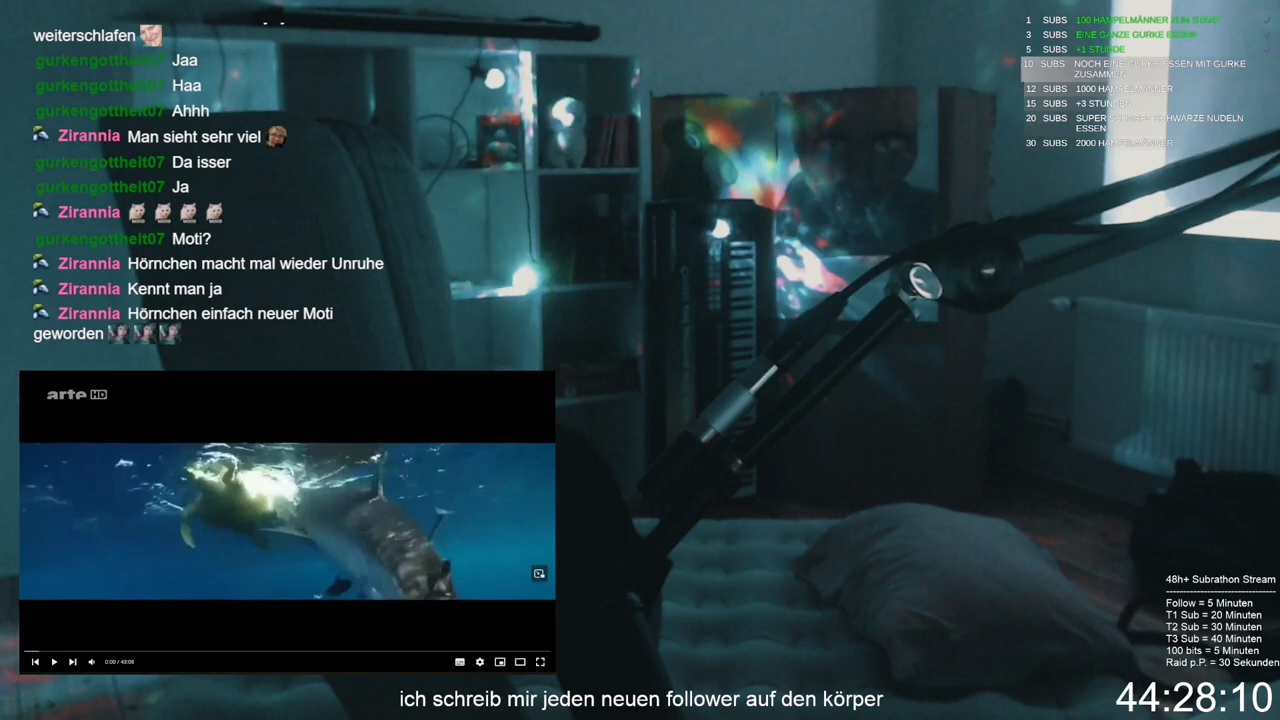 weiterschlafen
gurkengottheit07 Jaa
gurkengottheit07 Haa
gurkengottheit07 Ahhh
Zirannia Man sieht sehr viel
gurkengottheit07 Da isser
gurkengottheit07 Ja
Zirannia
gurkengottheit07 Moti?
Zirannia Hörnchen macht mal wieder Unruhe
Zirannia Kennt man ja
Zirannia Hörnchen einfach neuer Moti
geworden
arte HD
0:00 / 43:08
1 SUBS 100 HAMPELMÄNNER ZUM START
3 SUBS EINE GANZE GURKE ESSEN
5 SUBS +1 STUNDE
10 SUBS NOCH EINE GURKE ESSEN MIT GURKE
ZUSAMMEN
12 SUBS 1000 HAMPELMÄNNER
15 SUBS +3 STUNDEN
20 SUBS SUPER SCHARFE SCHWARZE NUDELN
ESSEN
30 SUBS 2000 HAMPELMÄNNER
48h+ Subrathon Stream
Follow = 5 Minuten
T1 Sub = 20 Minuten
T2 Sub = 30 Minuten
T3 Sub = 40 Minuten
100 bits = 5 Minuten
Raid p.P. = 30 Sekunden
44:28:10
ich schreib mir jeden neuen follower auf den körper